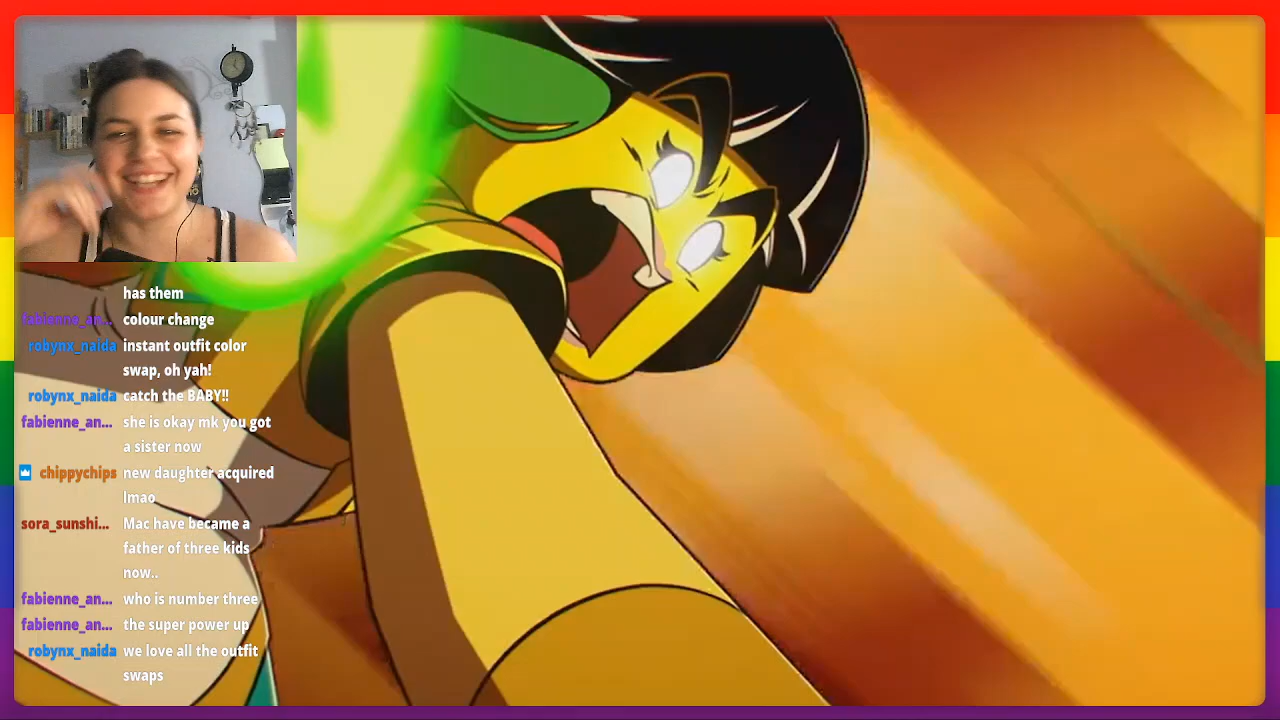 has them
fabienne_an... colour change
robynx_naida instant outfit color
swap, oh yah!
robynx_naida catch the BABY!!
fabienne_an... she is okay mk you got
a sister now
chippychips new daughter acquired
lmao
sora_sunshi... Mac have became a
father of three kids
now..
fabienne_an... who is number three
fabienne_an... the super power up
robynx_naida we love all the outfit
swaps